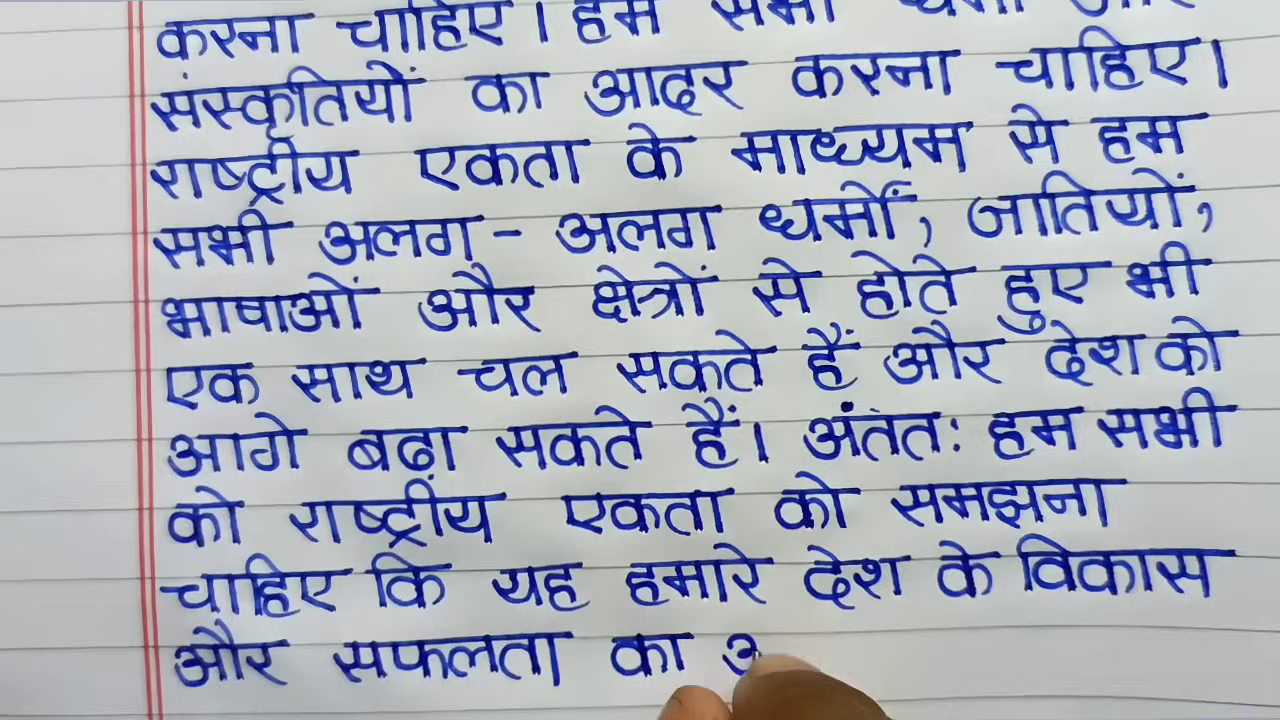 करना चाहिए। हम सभी
संस्कृतियों का आदर करना चाहिए।
राष्ट्रीय एकता के माध्यम से हम
सभी अलग - अलग धर्मों, जातियों,
भाषाओं और क्षेत्रों से होते हुए भी
एक साथ चल सकते हैं और देश को
आगे बढ़ा सकते हैं। अंतत: हम सभी
को राष्ट्रीय एकता को समझना
चाहिए कि यह हमारे देश के विकास
और सफलता का